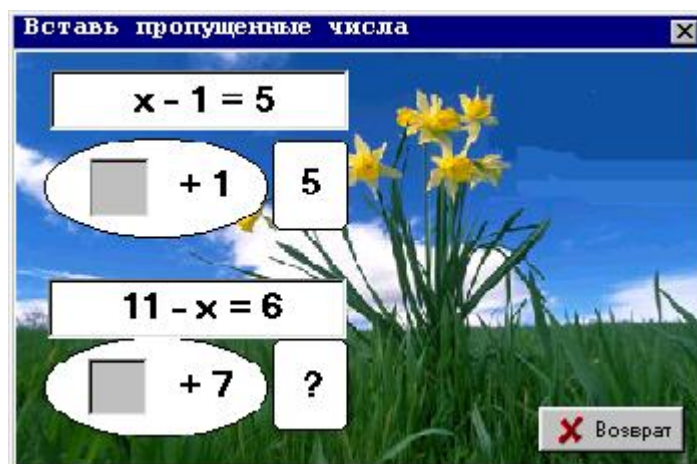 Вставь пропущенные числа
x - 1 = 5
+ 1 5
11 - x = 6
+ 7 ?
Возврат